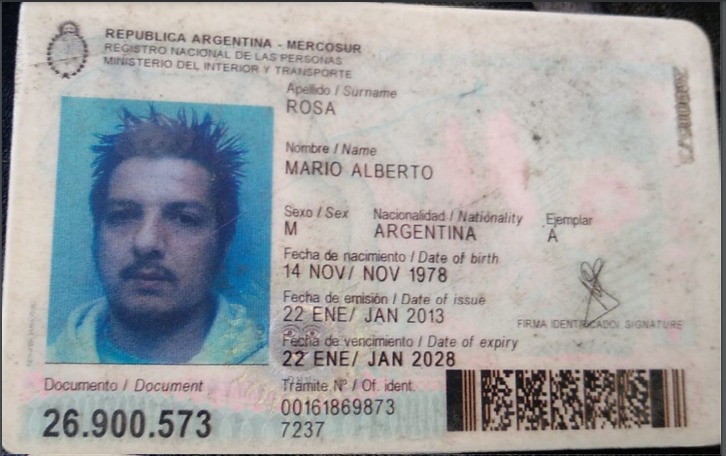 REPUBLICA ARGENTINA - MERCOSUR
REGISTRO NACIONAL DE LAS PERSONAS
MINISTERIO DEL INTERIOR Y TRANSPORTE
Apellido / Surname
ROSA
Nombre / Name
MARIO ALBERTO
Sexo / Sex Nacionalidad / Nationality Ejemplar
M ARGENTINA A
Fecha de nacimiento / Date of birth
14 NOV/ NOV 1978
Fecha de emisión / Date of issue
22 ENE/ JAN 2013
FIRMA IDENTIFICADO/ SIGNATURE
Fecha de vencimiento / Date of expiry
22 ENE/ JAN 2028
Documento / Document
26.900.573
Trámite Nº / Of. ident.
00161869873
7237